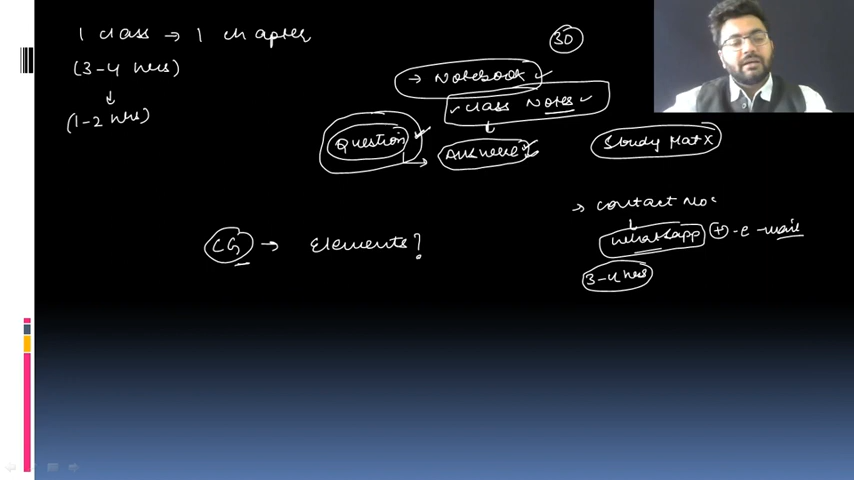 1 class → 1 chapter
30
(3-4 hrs)
→ Notebook ✓
↓
✓ class Notes ✓
(1-2 hrs)
↓
Question ✓
→ Answere ✓
Study Mat X
→ contact No:
↓
whatsapp (+) -e-mail
CG → Elements?
3-4 hrs